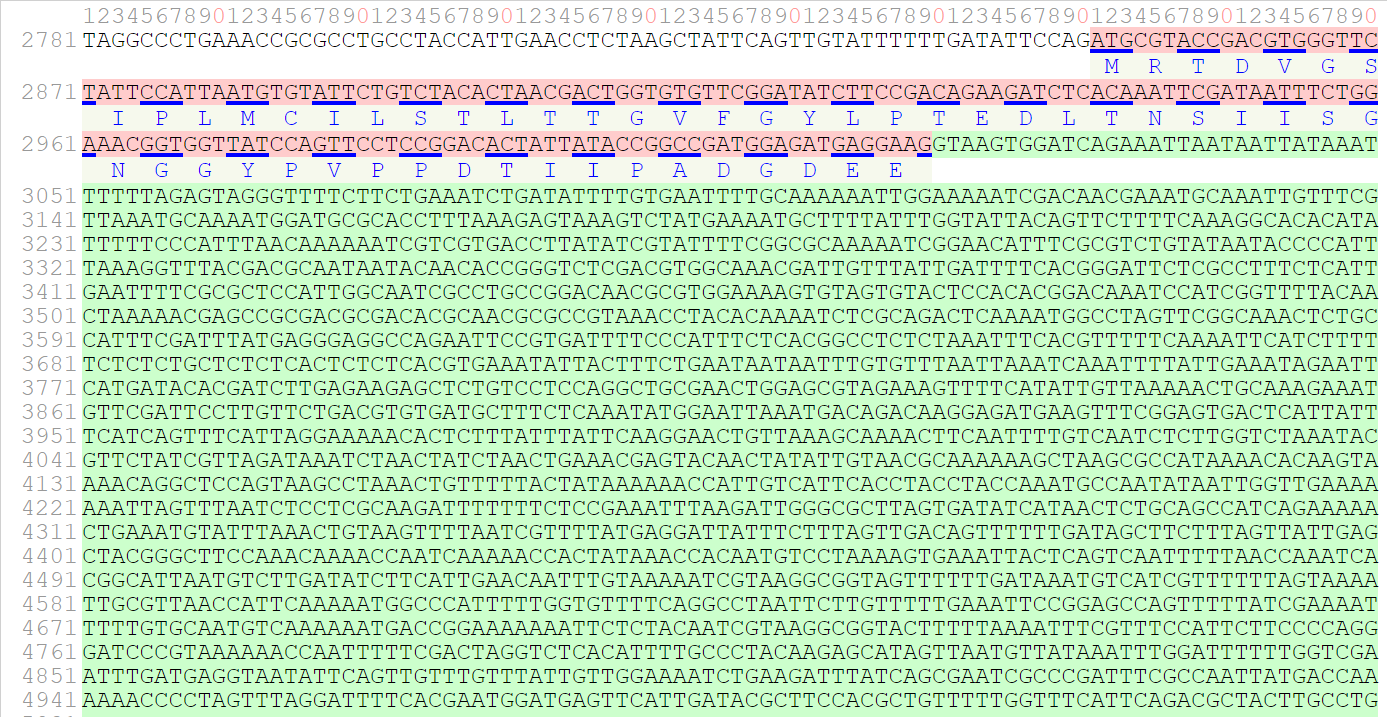 123456789012345678901234567890123456789012345678901234567890123456789012345678901234567890
2781 TAGGCCCTGAAACCGCGCCTGCCTACCATTGAACCTCTAAGCTATTCAGTTGTATTTTTTGATATTCCAGATGCGTACCGACGTGGGTTC
M R T D V G S
2871 TATTCCATTAATGTGTATTCTGTCTACACTAACGACTGGTGTGTTCGGATATCTTCCGACAGAAGATCTCACAAATTCGATAATTTCTGG
I P L M C I L S T L T T G V F G Y L P T E D L T N S I I S G
2961 AAACGGTGGTTATCCAGTTCCTCCGGACACTATTATACCGGCCGATGGAGATGAGGAAGGTAAGTGGATCAGAAATTAATAATTATAAAT
N G G Y P V P P D T I I P A D G D E E
3051 TTTTTAGAGTAGGGTTTTCTTCTGAAATCTGATATTTTGTGAATTTTGCAAAAAATTGGAAAAATCGACAACGAAATGCAAATTGTTTCG
3141 TTAAATGCAAAATGGATGCGCACCTTTAAAGAGTAAAGTCTATGAAAATGCTTTTATTTGGTATTACAGTTCTTTTCAAAGGCACACATA
3231 TTTTTCCCATTTAACAAAAAATCGTCGTGACCTTATATCGTATTTTCGGCGCAAAAATCGGAACATTTCGCGTCTGTATAATACCCCATT
3321 TAAAGGTTTACGACGCAATAATACAACACCGGGTCTCGACGTGGCAAACGATTGTTTATTGATTTTCACGGGATTCTCGCCTTTCTCATT
3411 GAATTTTCGCGCTCCATTGGCAATCGCCTGCCGGACAACGCGTGGAAAAGTGTAGTGTACTCCACACGGACAAATCCATCGGTTTTACAA
3501 CTAAAAACGAGCCGCGACGCGACACGCAACGCGCCGTAAACCTACACAAAATCTCGCAGACTCAAAATGGCCTAGTTCGGCAAACTCTGC
3591 CATTTCGATTTATGAGGGAGGCCAGAATTCCGTGATTTTCCCATTTCTCACGGCCTCTCTAAATTTCACGTTTTTCAAAATTCATCTTTT
3681 TCTCTCTGCTCTCTCACTCTCTCACGTGAAATATTACTTTCTGAATAATAATTTGTGTTTAATTAAATCAAATTTTATTGAAATAGAATT
3771 CATGATACACGATCTTGAGAAGAGCTCTGTCCTCCAGGCTGCGAACTGGAGCGTAGAAAGTTTTCATATTGTTAAAAACTGCAAAGAAAT
3861 GTTCGATTCCTTGTTCTGACGTGTGATGCTTTCTCAAATATGGAATTAAATGACAGACAAGGAGATGAAGTTTCGGAGTGACTCATTATT
3951 TCATCAGTTTCATTAGGAAAAACACTCTTTATTTATTCAAGGAACTGTTAAAGCAAAACTTCAATTTTGTCAATCTCTTGGTCTAAATAC
4041 GTTCTATCGTTAGATAAATCTAACTATCTAACTGAAACGAGTACAACTATATTGTAACGCAAAAAAGCTAAGCGCCATAAAACACAAGTA
4131 AAACAGGCTCCAGTAAGCCTAAACTGTTTTTACTATAAAAAACCATTGTCATTCACCTACCTACCAAATGCCAATATAATTGGTTGAAAA
4221 AAATTAGTTTAATCTCCTCGCAAGATTTTTTTCTCCGAAATTTAAGATTGGGCGCTTAGTGATATCATAACTCTGCAGCCATCAGAAAAA
4311 CTGAAATGTATTTAAACTGTAAGTTTTAATCGTTTTATGAGGATTATTTCTTTAGTTGACAGTTTTTTGATAGCTTCTTTAGTTATTGAG
4401 CTACGGGCTTCCAAACAAAACCAATCAAAAACCACTATAAACCACAATGTCCTAAAAGTGAAATTACTCAGTCAATTTTTAACCAAATCA
4491 CGGCATTAATGTCTTGATATCTTCATTGAACAATTTGTAAAAATCGTAAGGCGGTAGTTTTTTGATAAATGTCATCGTTTTTTAGTAAAA
4581 TTGCGTTAACCATTCAAAAATGGCCCATTTTTGGTGTTTTCAGGCCTAATTCTTGTTTTTGAAATTCCGGAGCCAGTTTTTATCGAAAAT
4671 TTTTGTGCAATGTCAAAAAATGACCGGAAAAAAATTCTCTACAATCGTAAGGCGGTACTTTTTAAAATTTCGTTTCCATTCTTCCCCAGG
4761 GATCCCGTAAAAAACCAATTTTTCGACTAGGTCTCACATTTTGCCCTACAAGAGCATAGTTAATGTTATAAATTTGGATTTTTTGGTCGA
4851 ATTTGATGAGGTAATATTCAGTTGTTTGTTTATTGTTGGAAAATCTGAAGATTTATCAGCGAATCGCCCGATTTCGCCAATTATGACCAA
4941 AAAACCCCTAGTTTAGGATTTTCACGAATGGATGAGTTCATTGATACGCTTCCACGCTGTTTTTGGTTTCATTCAGACGCTACTTGCCTG